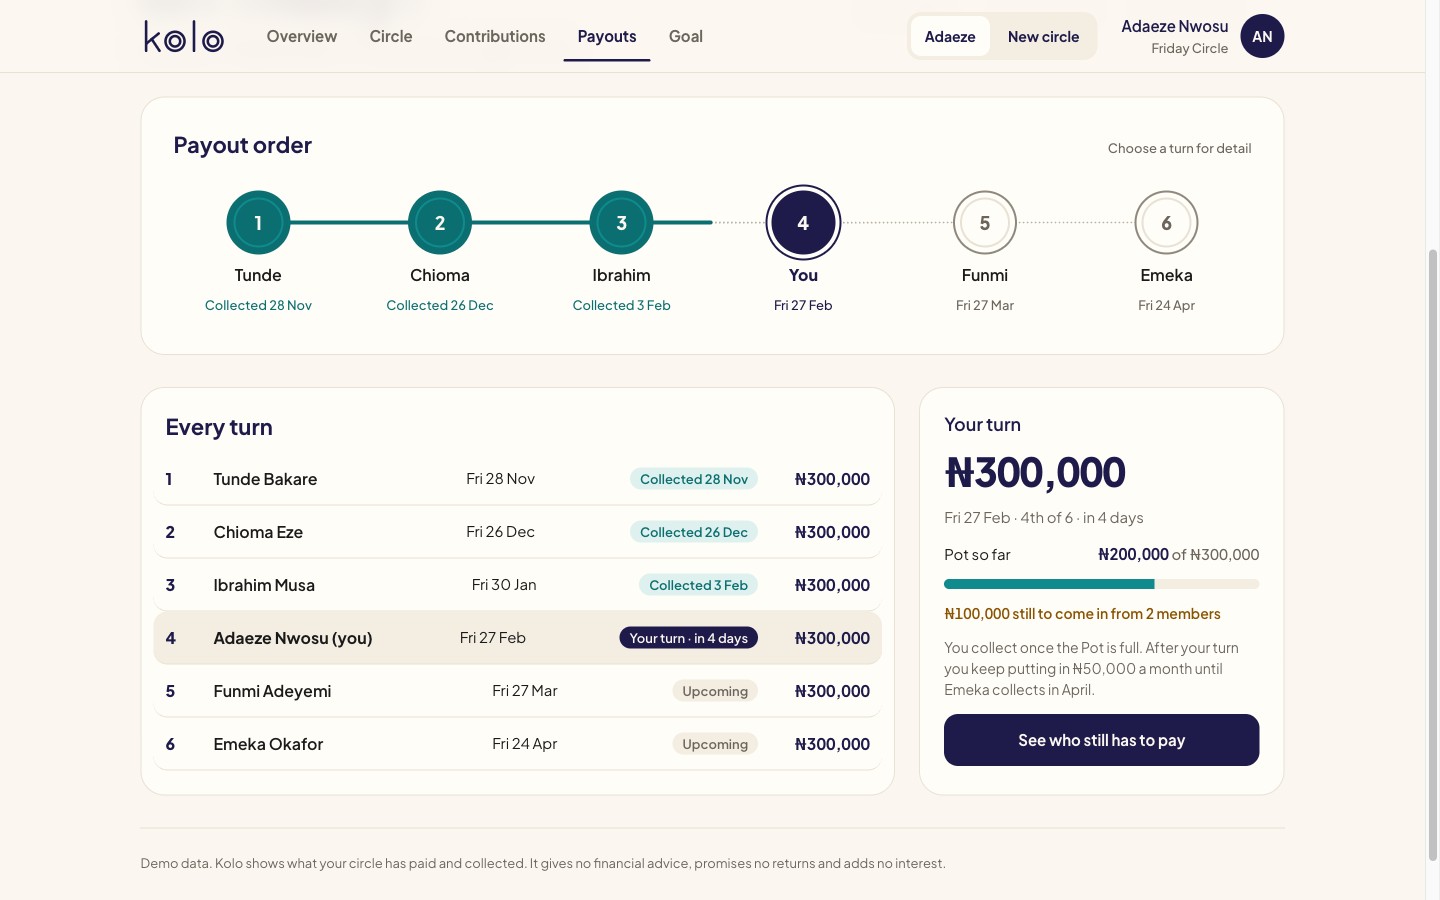 kolo
Overview Circle Contributions Payouts Goal
Adaeze New circle
Adaeze Nwosu
Friday Circle
AN
Payout order
Choose a turn for detail
1 2 3 4 5 6
Tunde Chioma Ibrahim You Funmi Emeka
Collected 28 Nov Collected 26 Dec Collected 3 Feb Fri 27 Feb Fri 27 Mar Fri 24 Apr
Every turn
1 Tunde Bakare Fri 28 Nov Collected 28 Nov ₦300,000
2 Chioma Eze Fri 26 Dec Collected 26 Dec ₦300,000
3 Ibrahim Musa Fri 30 Jan Collected 3 Feb ₦300,000
4 Adaeze Nwosu (you) Fri 27 Feb Your turn · in 4 days ₦300,000
5 Funmi Adeyemi Fri 27 Mar Upcoming ₦300,000
6 Emeka Okafor Fri 24 Apr Upcoming ₦300,000
Your turn
₦300,000
Fri 27 Feb · 4th of 6 · in 4 days
Pot so far ₦200,000 of ₦300,000
₦100,000 still to come in from 2 members
You collect once the Pot is full. After your turn
you keep putting in ₦50,000 a month until
Emeka collects in April.
See who still has to pay
Demo data. Kolo shows what your circle has paid and collected. It gives no financial advice, promises no returns and adds no interest.